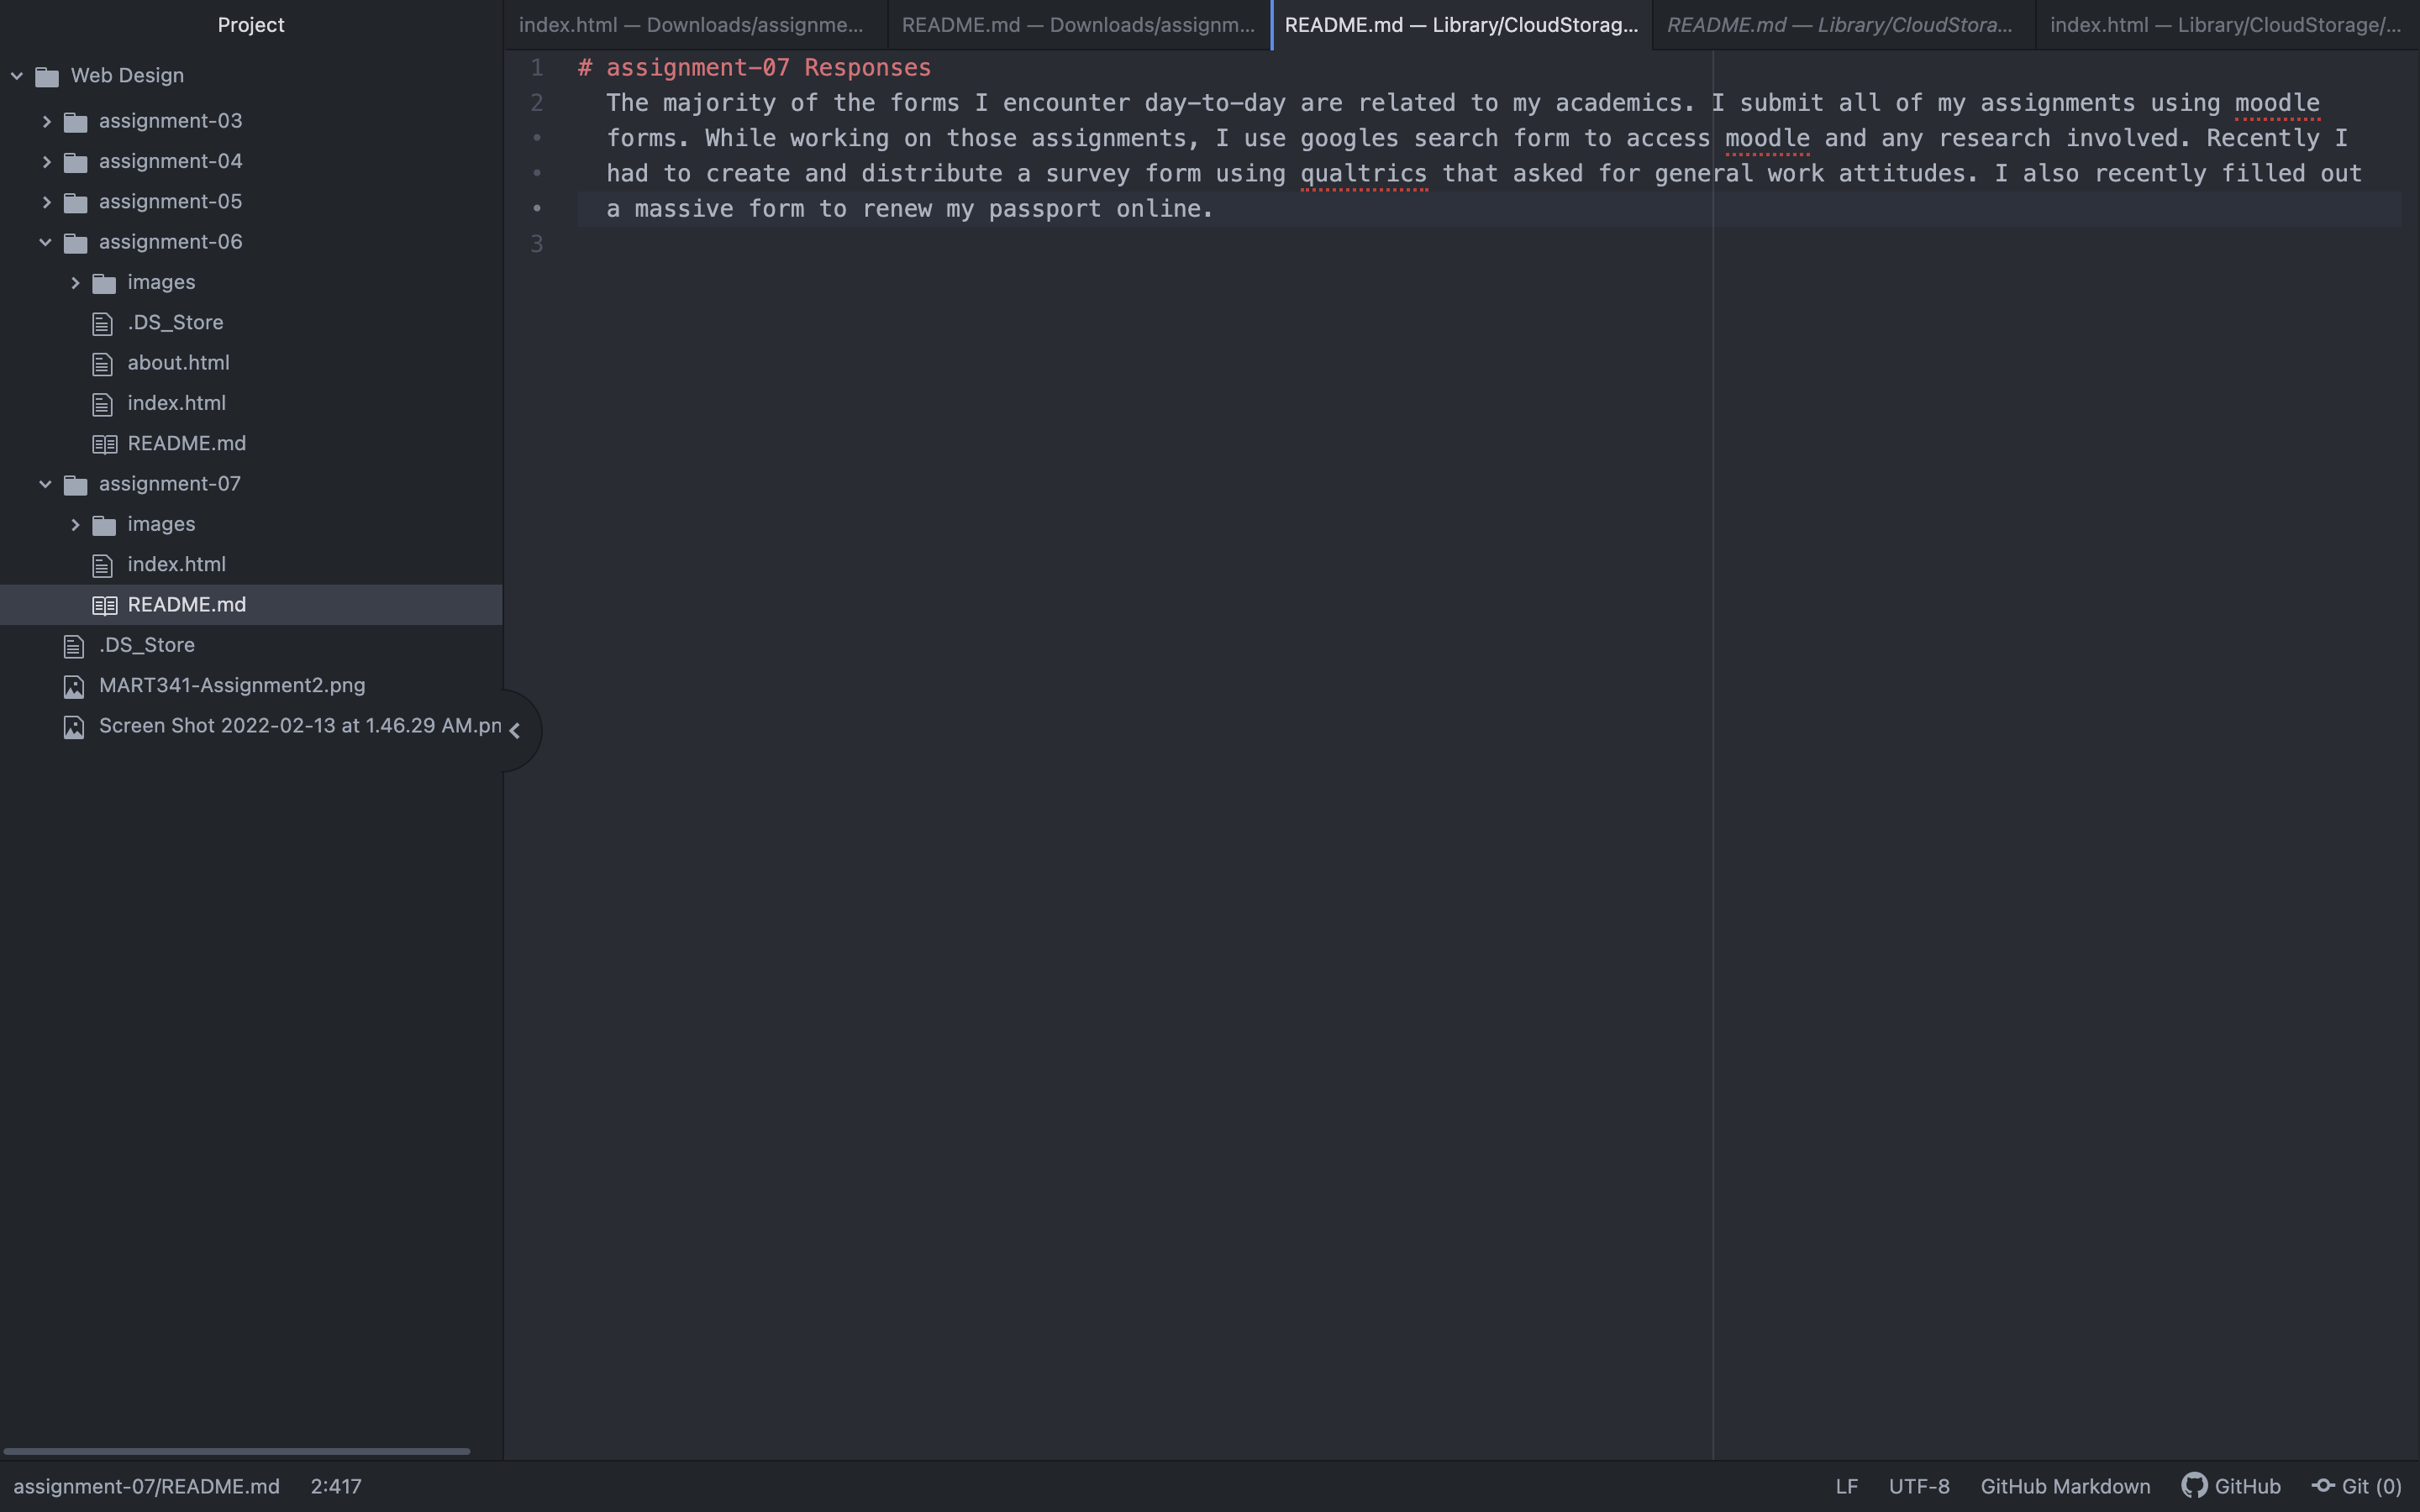 Project
Web Design
assignment-03
assignment-04
assignment-05
assignment-06
images
.DS_Store
about.html
index.html
README.md
assignment-07
images
index.html
README.md
.DS_Store
MART341-Assignment2.png
Screen Shot 2022-02-13 at 1.46.29 AM.pn
index.html — Downloads/assignme...
README.md — Downloads/assignm...
README.md — Library/CloudStorag...
README.md — Library/CloudStora...
index.html — Library/CloudStorage/...
1 # assignment-07 Responses
2 The majority of the forms I encounter day-to-day are related to my academics. I submit all of my assignments using moodle
• forms. While working on those assignments, I use googles search form to access moodle and any research involved. Recently I
• had to create and distribute a survey form using qualtrics that asked for general work attitudes. I also recently filled out
• a massive form to renew my passport online.
3
assignment-07/README.md 2:417
LF UTF-8 GitHub Markdown GitHub Git (0)